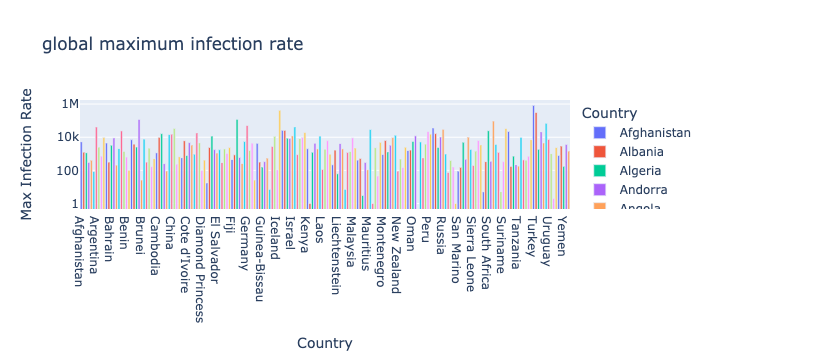 global maximum infection rate
Max Infection Rate
1M
10k
100
1
Afghanistan
Argentina
Bahrain
Benin
Brunei
Cambodia
China
Cote d'Ivoire
Diamond Princess
El Salvador
Fiji
Germany
Guinea-Bissau
Iceland
Israel
Kenya
Laos
Liechtenstein
Malaysia
Mauritius
Montenegro
New Zealand
Oman
Peru
Russia
San Marino
Sierra Leone
South Africa
Suriname
Tanzania
Turkey
Uruguay
Yemen
Country
Country
Afghanistan
Albania
Algeria
Andorra
Angola